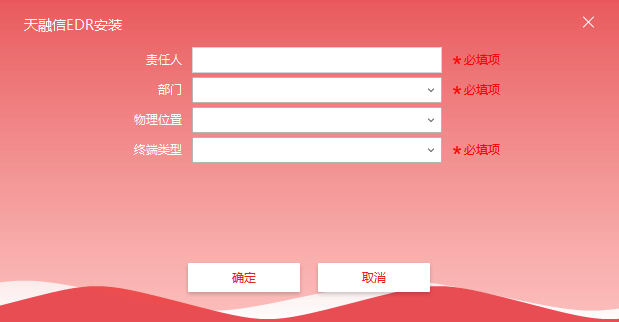 天融信EDR安装
责任人 * 必填项
部门 * 必填项
物理位置
终端类型 * 必填项
确定 取消